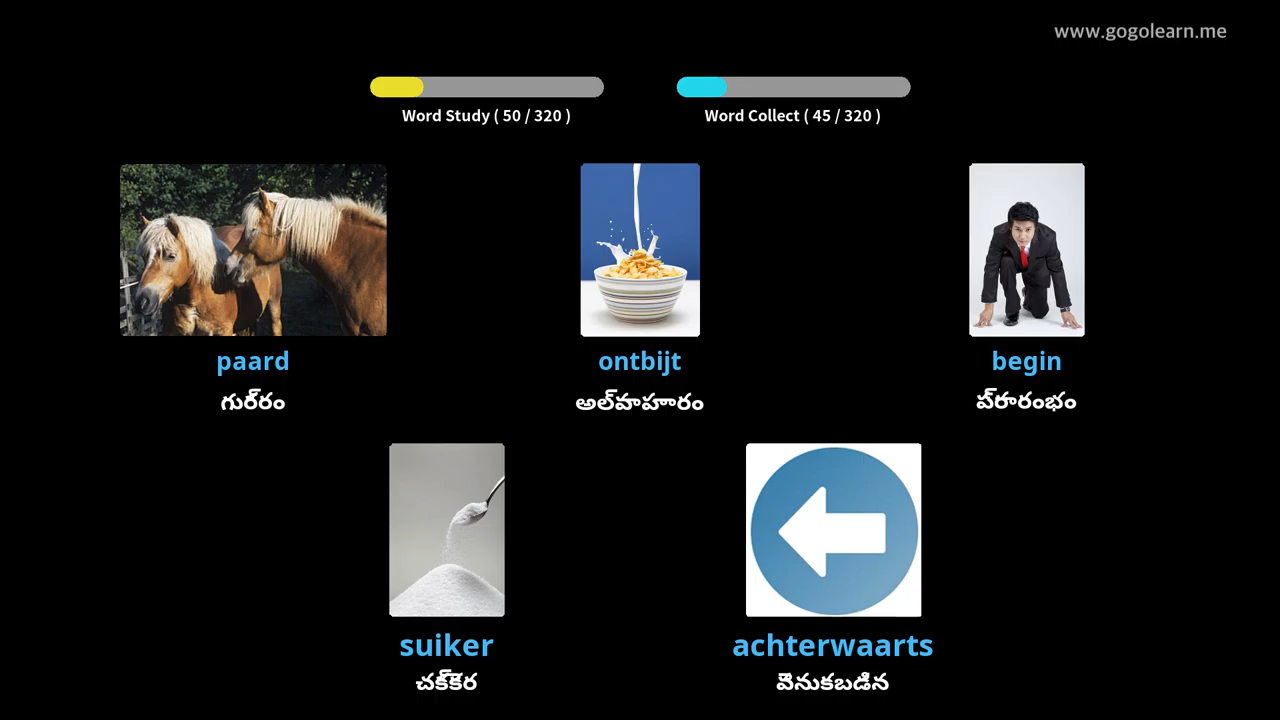 www.gogolearn.me
Word Study ( 50 / 320 )
Word Collect ( 45 / 320 )
paard
ontbijt
begin
గుర్‌రం
అల్‌వాహారం
ప్‌రారంభం
suiker
achterwaarts
చక్‌కెర
వెనుకబడిన